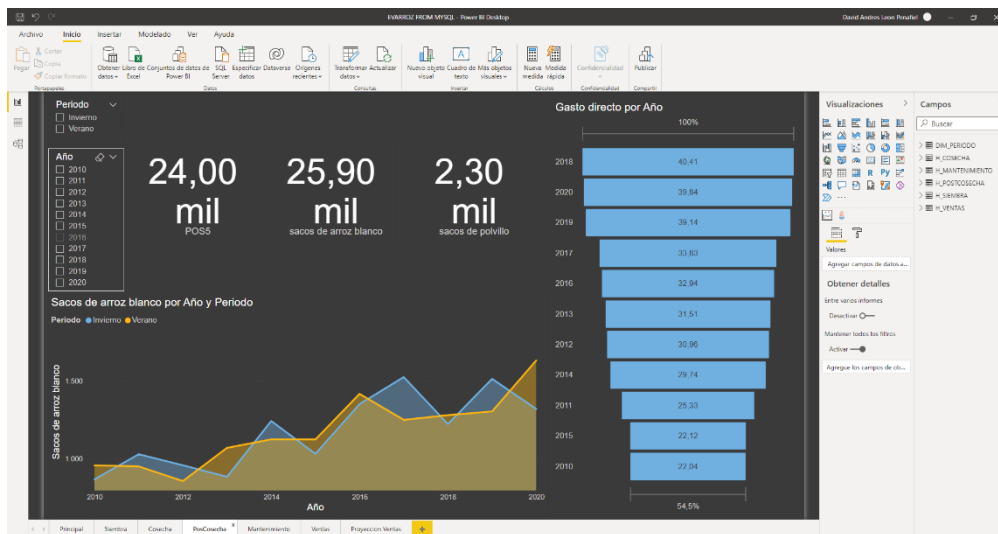 EVARROZ FROM MYSQL - Power BI Desktop
David Andres Leon Penafiel
Archivo Inicio Insertar Modelado Ver Ayuda
Pegar
Cortar
Copiar
Copiar formato
Portapapeles
Obtener datos
Libro de Excel
Conjuntos de datos de Power BI
SQL Server
Especificar datos
Dataverse
Orígenes recientes
Datos
Transformar datos
Actualizar
Consultas
Nuevo objeto visual
Cuadro de texto
Más objetos visuales
Insertar
Nueva medida
Medida rápida
Cálculos
Confidencialidad
Confidencialidad
Publicar
Compartir
Periodo
Invierno
Verano
Año
2010
2011
2012
2013
2014
2015
2016
2017
2018
2019
2020
24,00
mil
POS5
25,90
mil
sacos de arroz blanco
2,30
mil
sacos de polvillo
Sacos de arroz blanco por Año y Periodo
Periodo Invierno Verano
Sacos de arroz blanco
1.500
1.000
2010 2012 2014 2016 2018 2020
Año
Gasto directo por Año
100%
2018 40,41
2020 39,84
2019 39,14
2017 33,83
2016 32,94
2013 31,51
2012 30,96
2014 29,74
2011 25,33
2015 22,12
2010 22,04
54,5%
Visualizaciones
Valores
Agregar campos de datos a...
Obtener detalles
Entre varios informes
Desactivar
Mantener todos los filtros
Activar
Agregue los campos de ob...
Campos
Buscar
DIM_PERIODO
H_COSECHA
H_MANTENIMIENTO
H_POSTCOSECHA
H_SIEMBRA
H_VENTAS
Principal Siembra Cosecha PosCosecha Mantenimiento Ventas Proyeccion Ventas